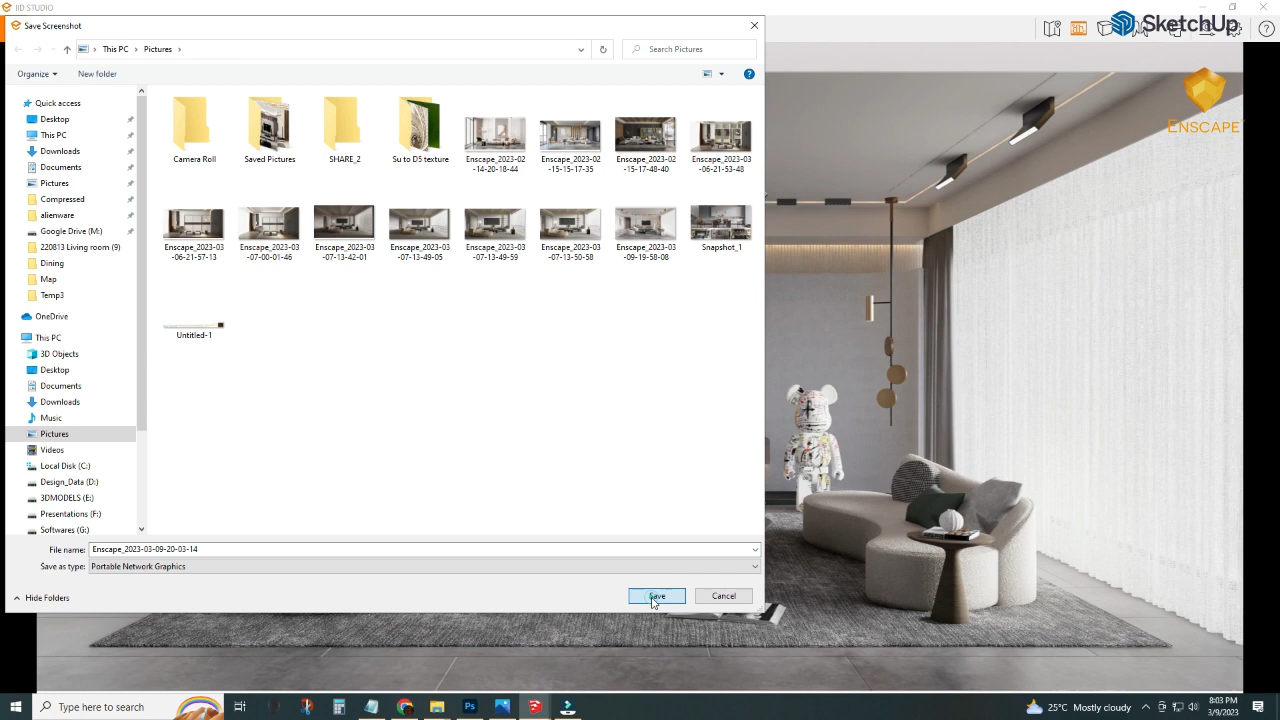 IID STUDIO
Save Screenshot
SketchUp
This PC
Pictures
Search Pictures
Organize
New folder
ENSCAPE
Quick access
Desktop
This PC
Downloads
Documents
Pictures
Compressed
alienware
Google Drive (M:)
220813 Living room (9)
Dining
Map
Temp3
OneDrive
This PC
3D Objects
Desktop
Documents
Downloads
Music
Pictures
Videos
Local Disk (C:)
Design_Data (D:)
3DMODELS (E:)
Presentations (F:)
Softwares (G:)
Camera Roll
Saved Pictures
SHARE_2
Su to D5 texture
Enscape_2023-02
-14-20-18-44
Enscape_2023-02
-15-15-17-35
Enscape_2023-02
-15-17-48-40
Enscape_2023-03
-06-21-53-48
Enscape_2023-03
-06-21-57-18
Enscape_2023-03
-07-00-01-46
Enscape_2023-03
-07-13-42-01
Enscape_2023-03
-07-13-49-05
Enscape_2023-03
-07-13-49-59
Enscape_2023-03
-07-13-50-58
Enscape_2023-03
-09-19-58-08
Snapshot_1
Untitled-1
File name: Enscape_2023-03-09-20-03-14
Save as type: Portable Network Graphics
Hide Folders
Save
Cancel
Type here to search
25°C Mostly cloudy
8:03 PM
3/9/2023